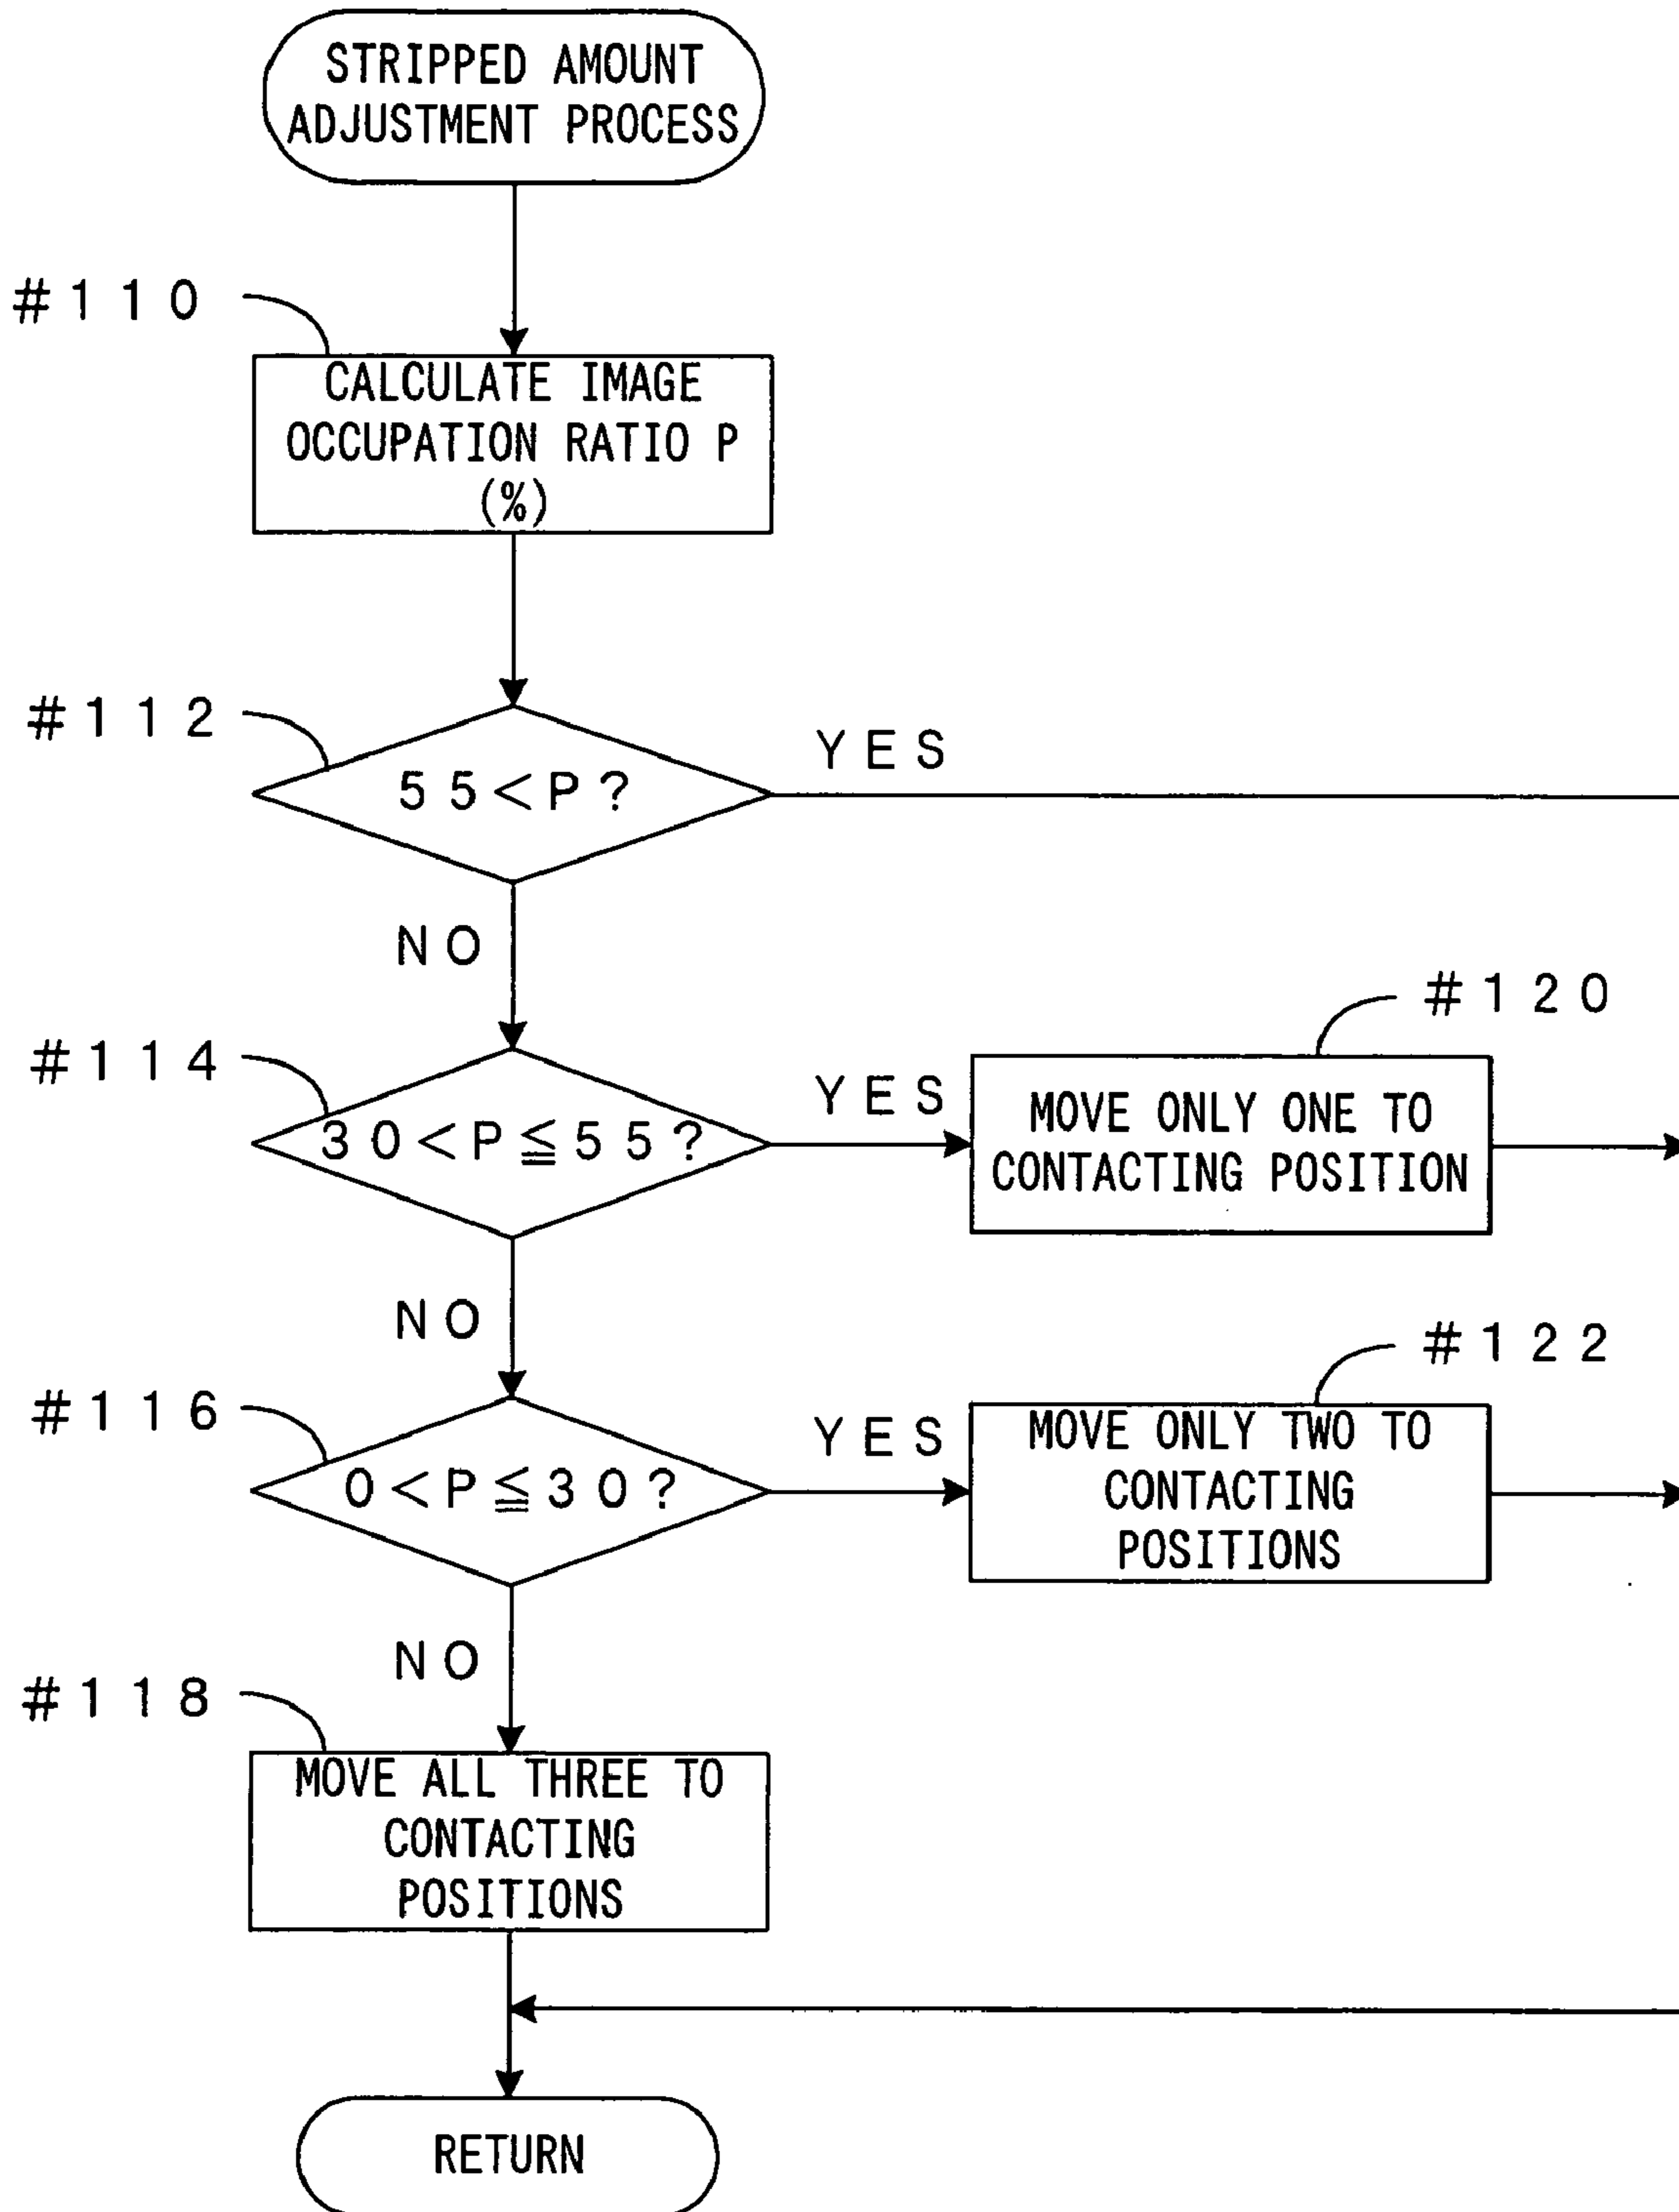 STRIPPED AMOUNT
ADJUSTMENT PROCESS
#110
CALCULATE IMAGE
OCCUPATION RATIO P
(%)
#112
55<P?
YES
NO
#114
30<P≦55?
YES
#120
MOVE ONLY ONE TO
CONTACTING POSITION
NO
#116
0<P≦30?
YES
#122
MOVE ONLY TWO TO
CONTACTING
POSITIONS
NO
#118
MOVE ALL THREE TO
CONTACTING
POSITIONS
RETURN